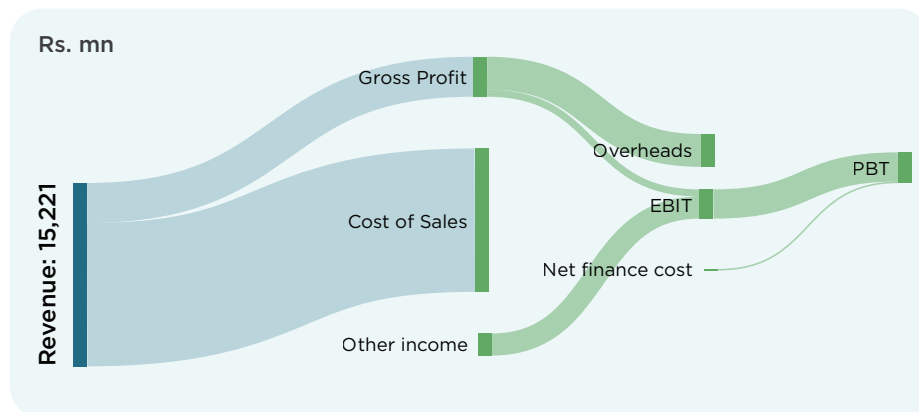 Rs. mn
Gross Profit
Overheads
PBT
Revenue: 15,221
EBIT
Cost of Sales
Net finance cost
Other income